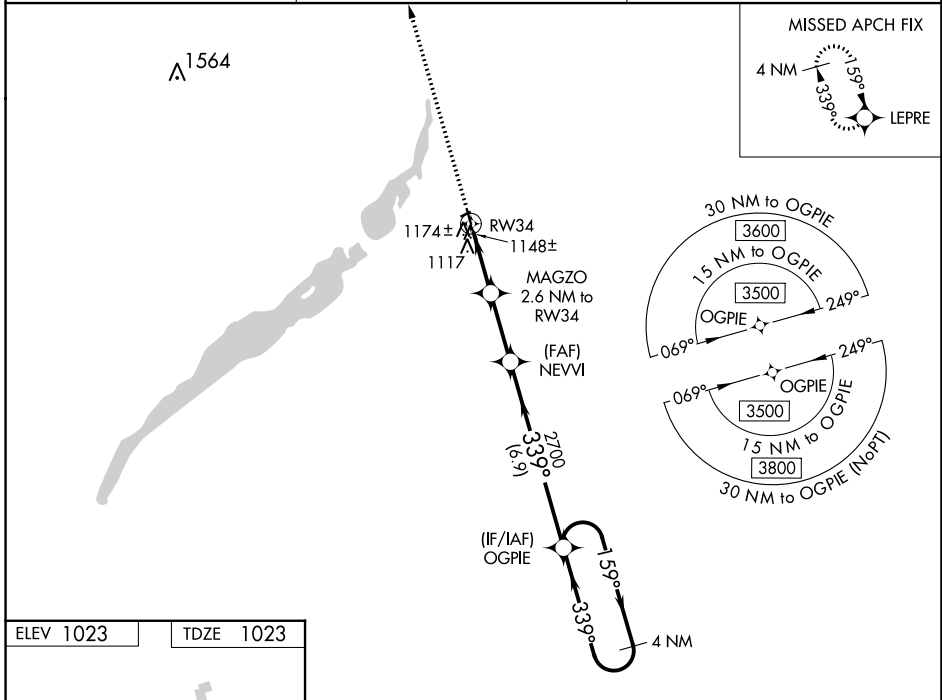 MISSED APCH FIX
4 NM
159°
339°
LEPRE
1564
1174±
RW34
1148±
1117
MAGZO
2.6 NM to
RW34
(FAF)
NEVVI
2700
339°
(6.9)
(IF/IAF)
OGPIE
159°
339°
4 NM
30 NM to OGPIE
3600
15 NM to OGPIE
3500
OGPIE
249°
069°
249°
069°
OGPIE
3500
15 NM to OGPIE
3800
30 NM to OGPIE (NoPT)
ELEV 1023
TDZE 1023